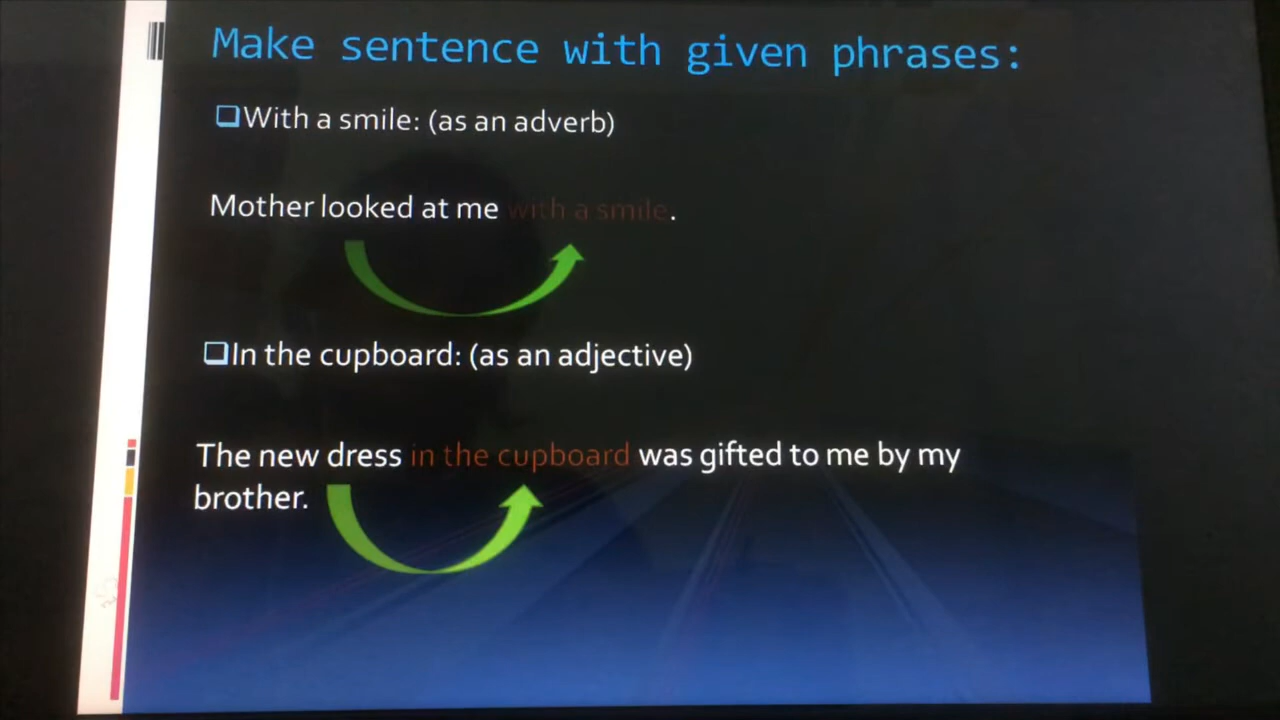 Make sentence with given phrases:
With a smile: (as an adverb)
Mother looked at me with a smile.
In the cupboard: (as an adjective)
The new dress in the cupboard was gifted to me by my
brother.